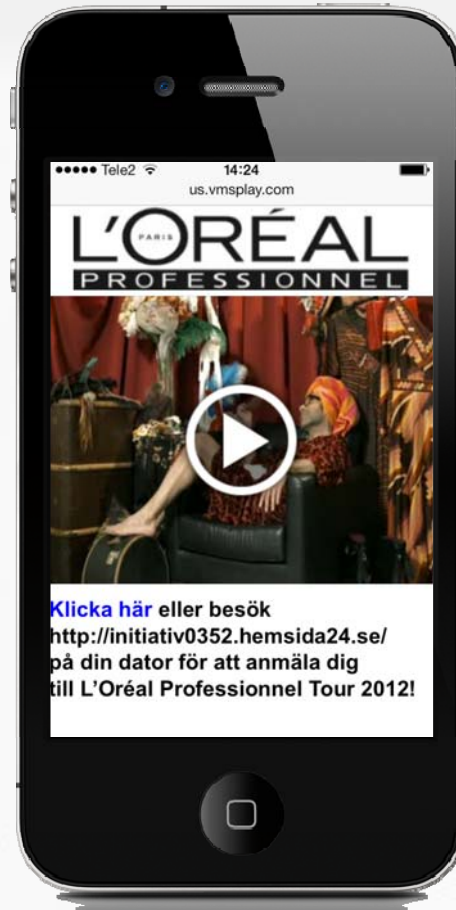 Tele2 14:24
us.vmsplay.com
L'ORÉAL
PARIS
PROFESSIONNEL
Klicka här eller besök
http://initiativ0352.hemsida24.se/
på din dator för att anmäla dig
till L'Oréal Professionnel Tour 2012!